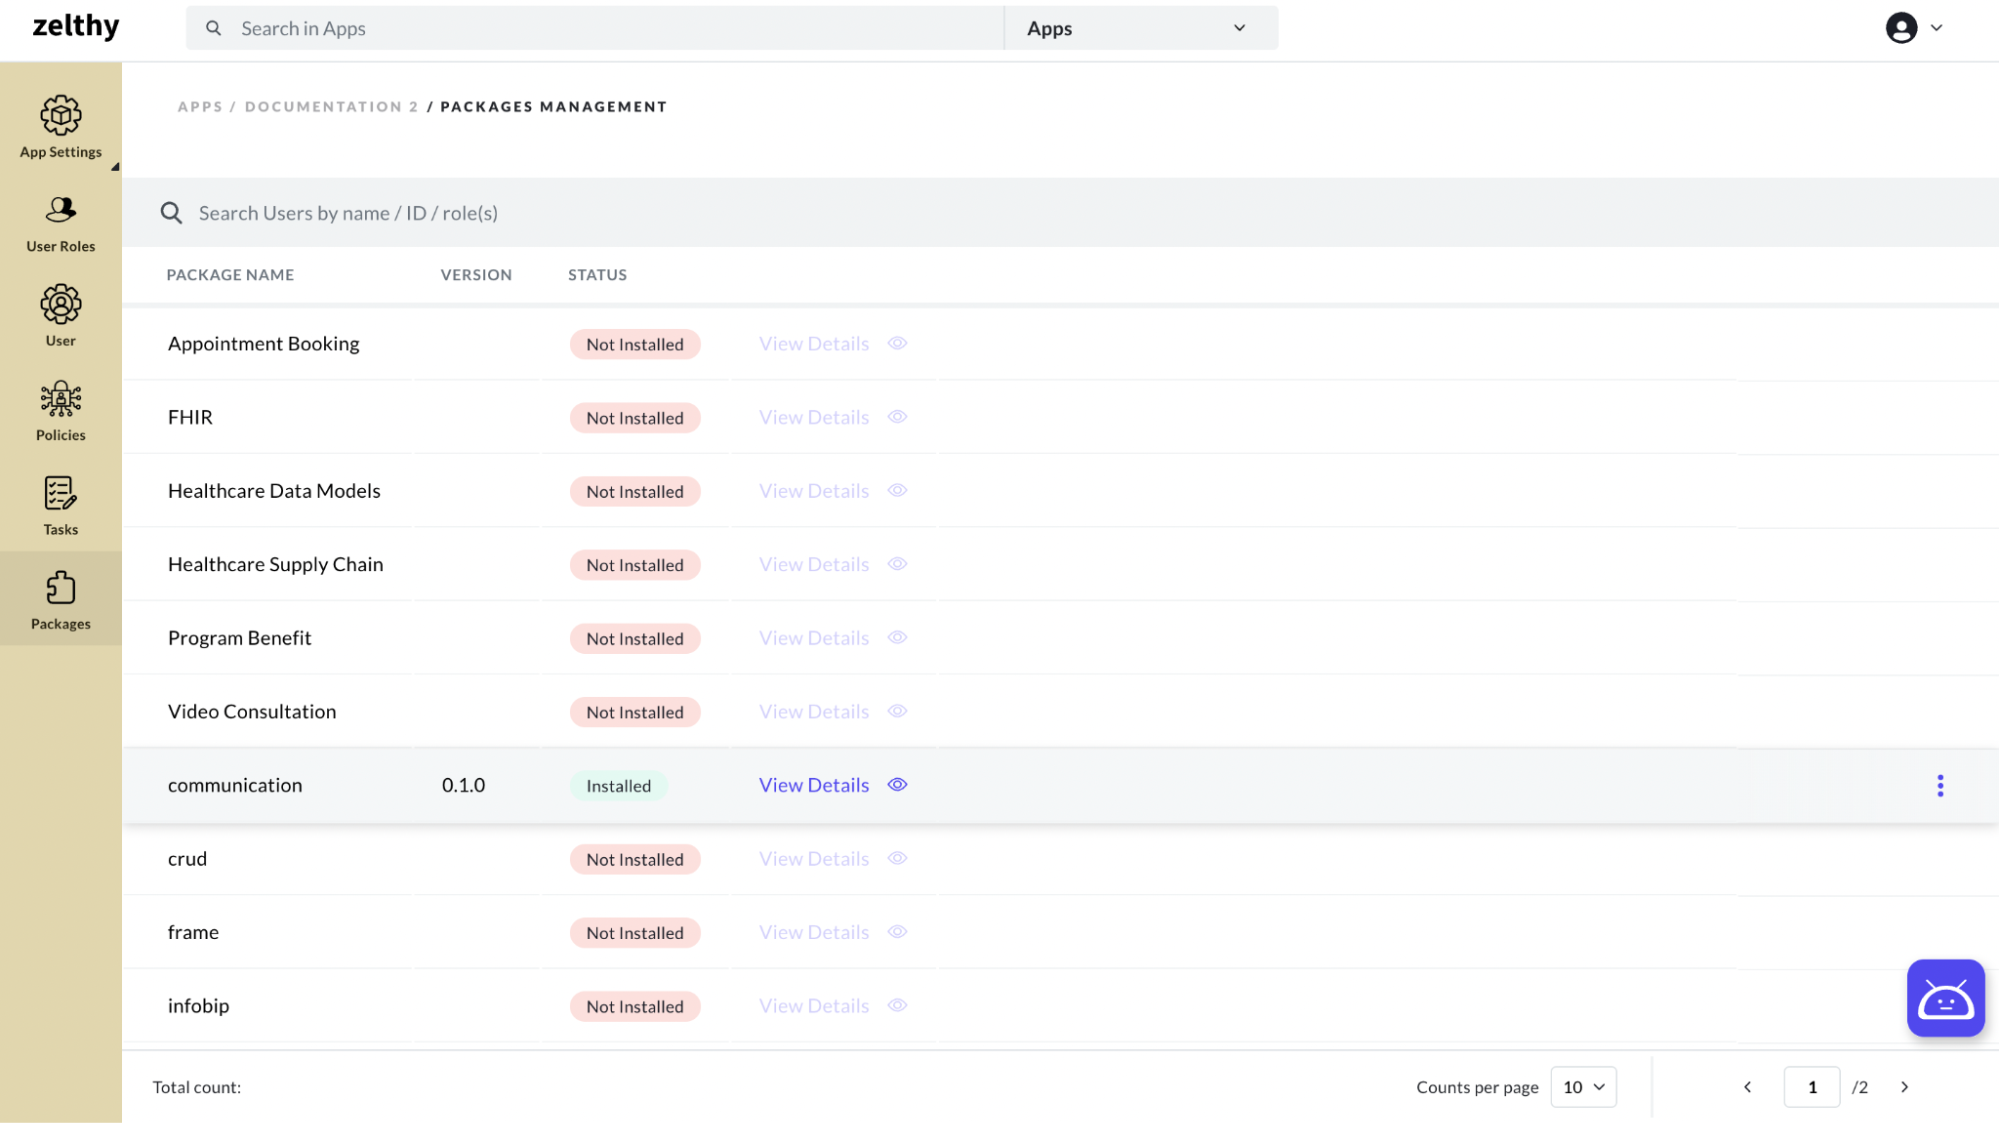 zelthy
Search in Apps
Apps
APPS / DOCUMENTATION 2 / PACKAGES MANAGEMENT
App Settings
User Roles
User
Policies
Tasks
Packages
Search Users by name / ID / role(s)
PACKAGE NAME VERSION STATUS
Appointment Booking Not Installed View Details
FHIR Not Installed View Details
Healthcare Data Models Not Installed View Details
Healthcare Supply Chain Not Installed View Details
Program Benefit Not Installed View Details
Video Consultation Not Installed View Details
communication 0.1.0 Installed View Details
crud Not Installed View Details
frame Not Installed View Details
infobip Not Installed View Details
Total count:
Counts per page 10
1 /2